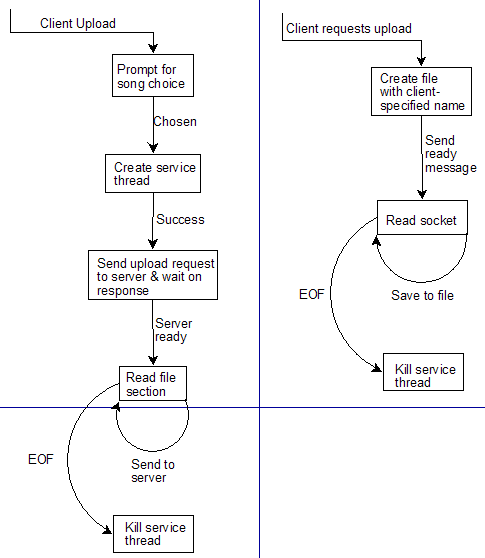 Client Upload
Prompt for
song choice
Chosen
Create service
thread
Success
Send upload request
to server & wait on
response
Server
ready
Read file
section
EOF
Send to
server
Kill service
thread
Client requests upload
Create file
with client-
specified name
Send
ready
message
Read socket
EOF
Save to file
Kill service
thread